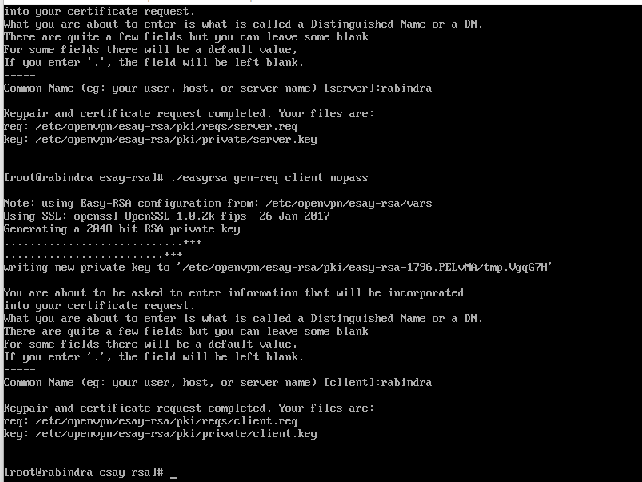 into your certificate request.
What you are about to enter is what is called a Distinguished Name or a DN.
There are quite a few fields but you can leave some blank
For some fields there will be a default value,
If you enter '.', the field will be left blank.
-----
Common Name (eg: your user, host, or server name) [server]:rabindra
Keypair and certificate request completed. Your files are:
req: /etc/openvpn/esay-rsa/pki/reqs/server.req
key: /etc/openvpn/esay-rsa/pki/private/server.key
[root@rabindra esay-rsa]# ./easyrsa gen-req client nopass
Note: using Easy-RSA configuration from: /etc/openvpn/esay-rsa/vars
Using SSL: openssl OpenSSL 1.0.2k-fips  26 Jan 2017
Generating a 2048 bit RSA private key
............................+++
.........................+++
writing new private key to '/etc/openvpn/esay-rsa/pki/easy-rsa-1796.PELvMA/tmp.VgqG7H'
You are about to be asked to enter information that will be incorporated
into your certificate request.
What you are about to enter is what is called a Distinguished Name or a DN.
There are quite a few fields but you can leave some blank
For some fields there will be a default value,
If you enter '.', the field will be left blank.
-----
Common Name (eg: your user, host, or server name) [client]:rabindra
Keypair and certificate request completed. Your files are:
req: /etc/openvpn/esay-rsa/pki/reqs/client.req
key: /etc/openvpn/esay-rsa/pki/private/client.key
[root@rabindra esay-rsa]# _